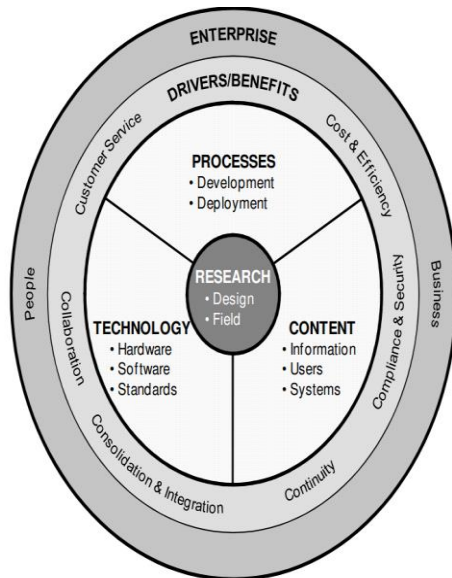 ENTERPRISE
DRIVERS/BENEFITS
Customer Service
Cost & Efficiency
PROCESSES
• Development
• Deployment
People
Business
RESEARCH
• Design
• Field
Collaboration
Compliance & Security
TECHNOLOGY
• Hardware
• Software
• Standards
CONTENT
• Information
• Users
• Systems
Consolidation & Integration
Continuity